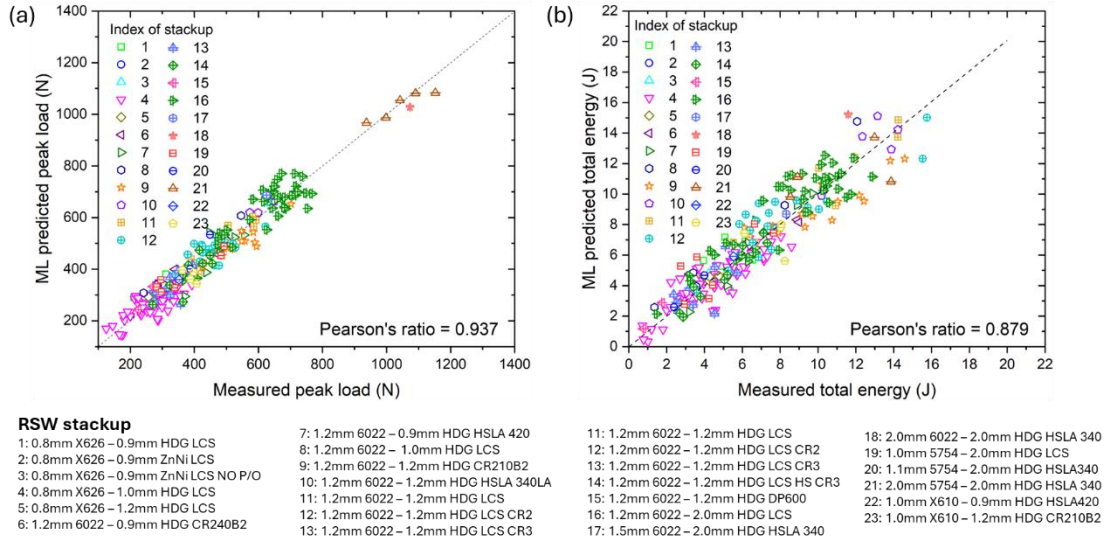 (a)
1400
1200
1000
800
600
400
200
ML predicted peak load (N)
Index of stackup
1 13
2 14
3 15
4 16
5 17
6 18
7 19
8 20
9 21
10 22
11 23
12
Pearson's ratio = 0.937
200 400 600 800 1000 1200 1400
Measured peak load (N)
(b)
22
20
18
16
14
12
10
8
6
4
2
0
ML predicted total energy (J)
Index of stackup
1 13
2 14
3 15
4 16
5 17
6 18
7 19
8 20
9 21
10 22
11 23
12
Pearson's ratio = 0.879
0 2 4 6 8 10 12 14 16 18 20 22
Measured total energy (J)
RSW stackup
1: 0.8mm X626 – 0.9mm HDG LCS
2: 0.8mm X626 – 0.9mm ZnNi LCS
3: 0.8mm X626 – 0.9mm ZnNi LCS NO P/O
4: 0.8mm X626 – 1.0mm HDG LCS
5: 0.8mm X626 – 1.2mm HDG LCS
6: 1.2mm 6022 – 0.9mm HDG CR240B2
7: 1.2mm 6022 – 0.9mm HDG HSLA 420
8: 1.2mm 6022 – 1.0mm HDG LCS
9: 1.2mm 6022 – 1.2mm HDG CR210B2
10: 1.2mm 6022 – 1.2mm HDG HSLA 340LA
11: 1.2mm 6022 – 1.2mm HDG LCS
12: 1.2mm 6022 – 1.2mm HDG LCS CR2
13: 1.2mm 6022 – 1.2mm HDG LCS CR3
11: 1.2mm 6022 – 1.2mm HDG LCS
12: 1.2mm 6022 – 1.2mm HDG LCS CR2
13: 1.2mm 6022 – 1.2mm HDG LCS CR3
14: 1.2mm 6022 – 1.2mm HDG LCS HS CR3
15: 1.2mm 6022 – 1.2mm HDG DP600
16: 1.2mm 6022 – 2.0mm HDG LCS
17: 1.5mm 6022 – 2.0mm HDG HSLA 340
18: 2.0mm 6022 – 2.0mm HDG HSLA 340
19: 1.0mm 5754 – 2.0mm HDG LCS
20: 1.1mm 5754 – 2.0mm HDG HSLA340
21: 2.0mm 5754 – 2.0mm HDG HSLA 340
22: 1.0mm X610 – 0.9mm HDG HSLA420
23: 1.0mm X610 – 1.2mm HDG CR210B2